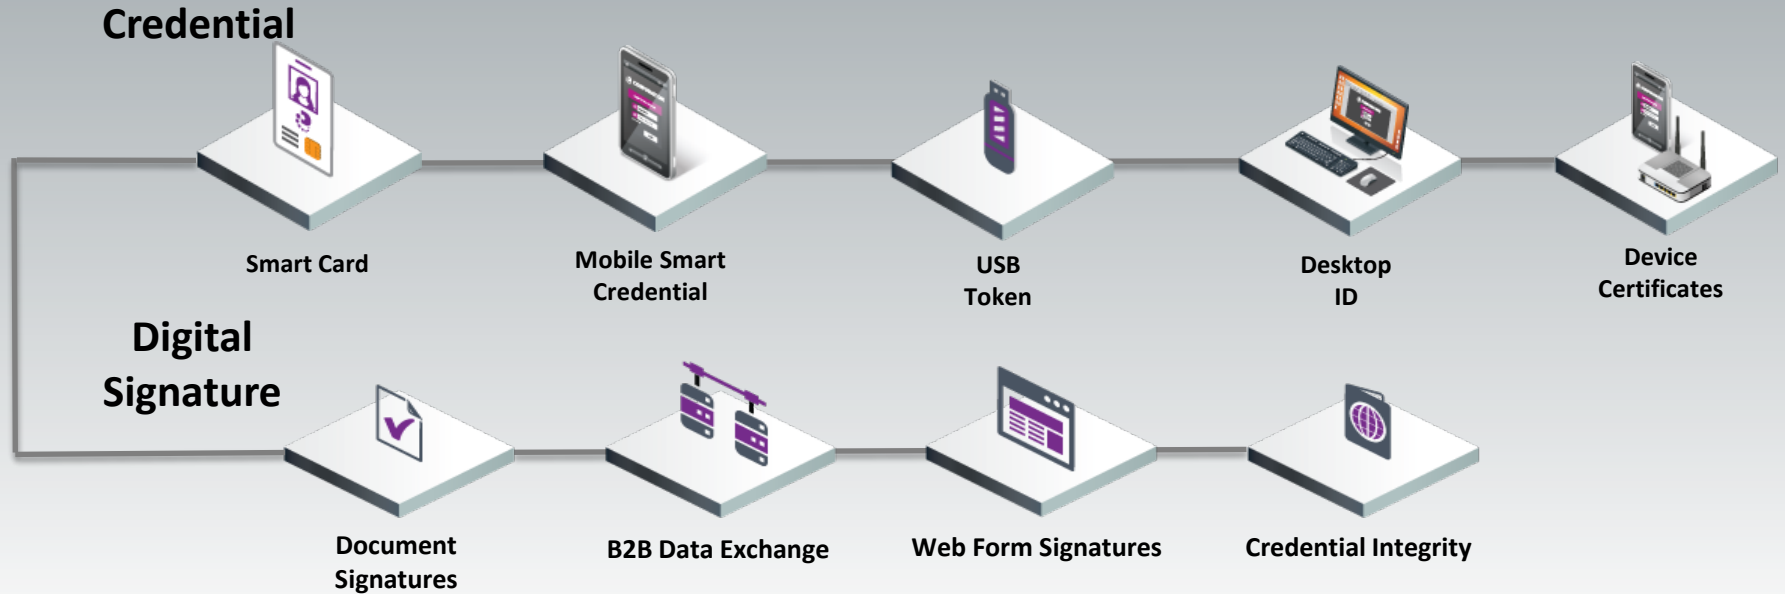 Credential
Smart Card
Mobile Smart
Credential
USB
Token
Desktop
ID
Device
Certificates
Digital
Signature
Document
Signatures
B2B Data Exchange
Web Form Signatures
Credential Integrity